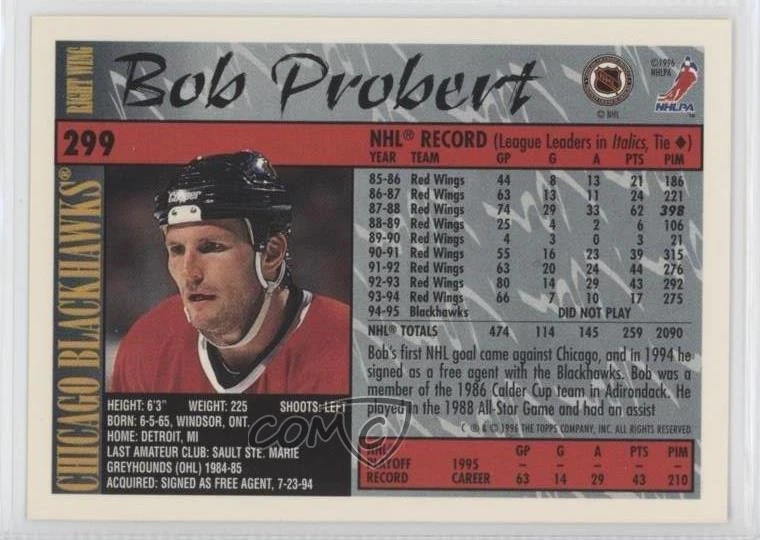 RIGHT WING
Bob Probert
© NHL
©1996
NHLPA
NHLPA
299
CHICAGO BLACKHAWKS®
NHL® RECORD (League Leaders in Italics, Tie ♦)
YEAR TEAM GP G A PTS PIM
85-86 Red Wings 44 8 13 21 186
86-87 Red Wings 63 13 11 24 221
87-88 Red Wings 74 29 33 62 398
88-89 Red Wings 25 4 2 6 106
89-90 Red Wings 4 3 0 3 21
90-91 Red Wings 55 16 23 39 315
91-92 Red Wings 63 20 24 44 276
92-93 Red Wings 80 14 29 43 292
93-94 Red Wings 66 7 10 17 275
94-95 Blackhawks DID NOT PLAY
NHL® TOTALS 474 114 145 259 2090
Bob's first NHL goal came against Chicago, and in 1994 he
signed as a free agent with the Blackhawks. Bob was a
member of the 1986 Calder Cup team in Adirondack. He
played in the 1988 All-Star Game and had an assist
C ® & © 1996 THE TOPPS COMPANY, INC. ALL RIGHTS RESERVED.
HEIGHT: 6'3" WEIGHT: 225 SHOOTS: LEFT
BORN: 6-5-65, WINDSOR, ONT.
HOME: DETROIT, MI
LAST AMATEUR CLUB: SAULT STE. MARIE
GREYHOUNDS (OHL) 1984-85
ACQUIRED: SIGNED AS FREE AGENT, 7-23-94
NHL® GP G A PTS PIM
PLAYOFF 1995 – – – – –
RECORD CAREER 63 14 29 43 210
COMC